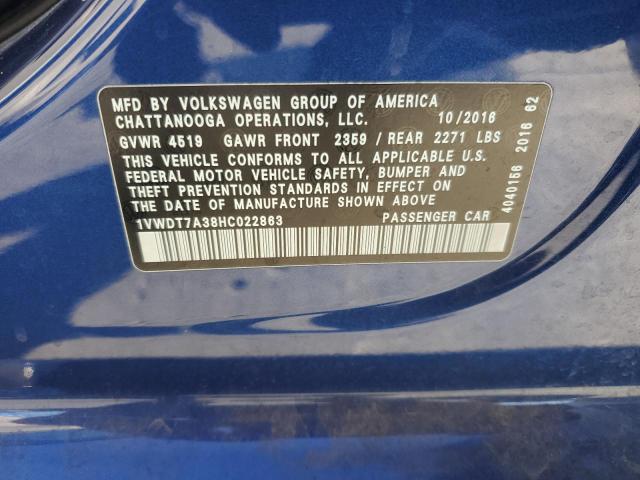 MFD BY VOLKSWAGEN GROUP OF AMERICA
CHATTANOOGA OPERATIONS, LLC. 10/2016
GVWR 4519 GAWR FRONT 2359 / REAR 2271 LBS
THIS VEHICLE CONFORMS TO ALL APPLICABLE U.S.
FEDERAL MOTOR VEHICLE SAFETY, BUMPER AND
THEFT PREVENTION STANDARDS IN EFFECT ON
THE DATE OF MANUFACTURE SHOWN ABOVE
1VWDT7A38HC022863 PASSENGER CAR
4040156 2016 62